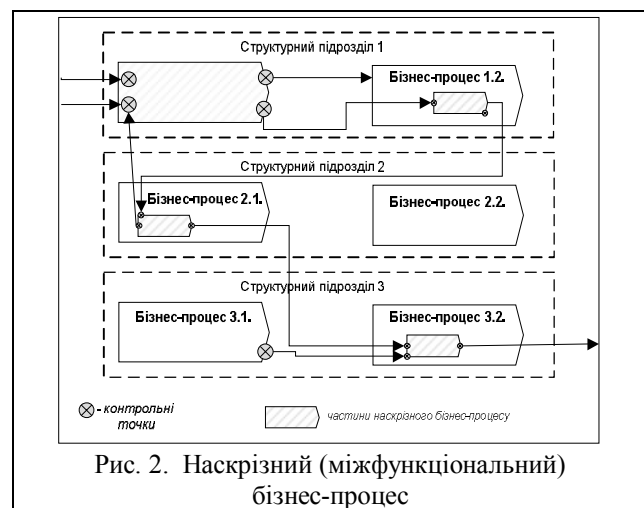 Структурний підрозділ 1
Бізнес-процес 1.2.
Структурний підрозділ 2
Бізнес-процес 2.1.
Бізнес-процес 2.2.
Структурний підрозділ 3
Бізнес-процес 3.1.
Бізнес-процес 3.2.
- контрольні
точки
частини наскрізного бізнес-процесу
Рис. 2. Наскрізний (міжфункціональний)
бізнес-процес